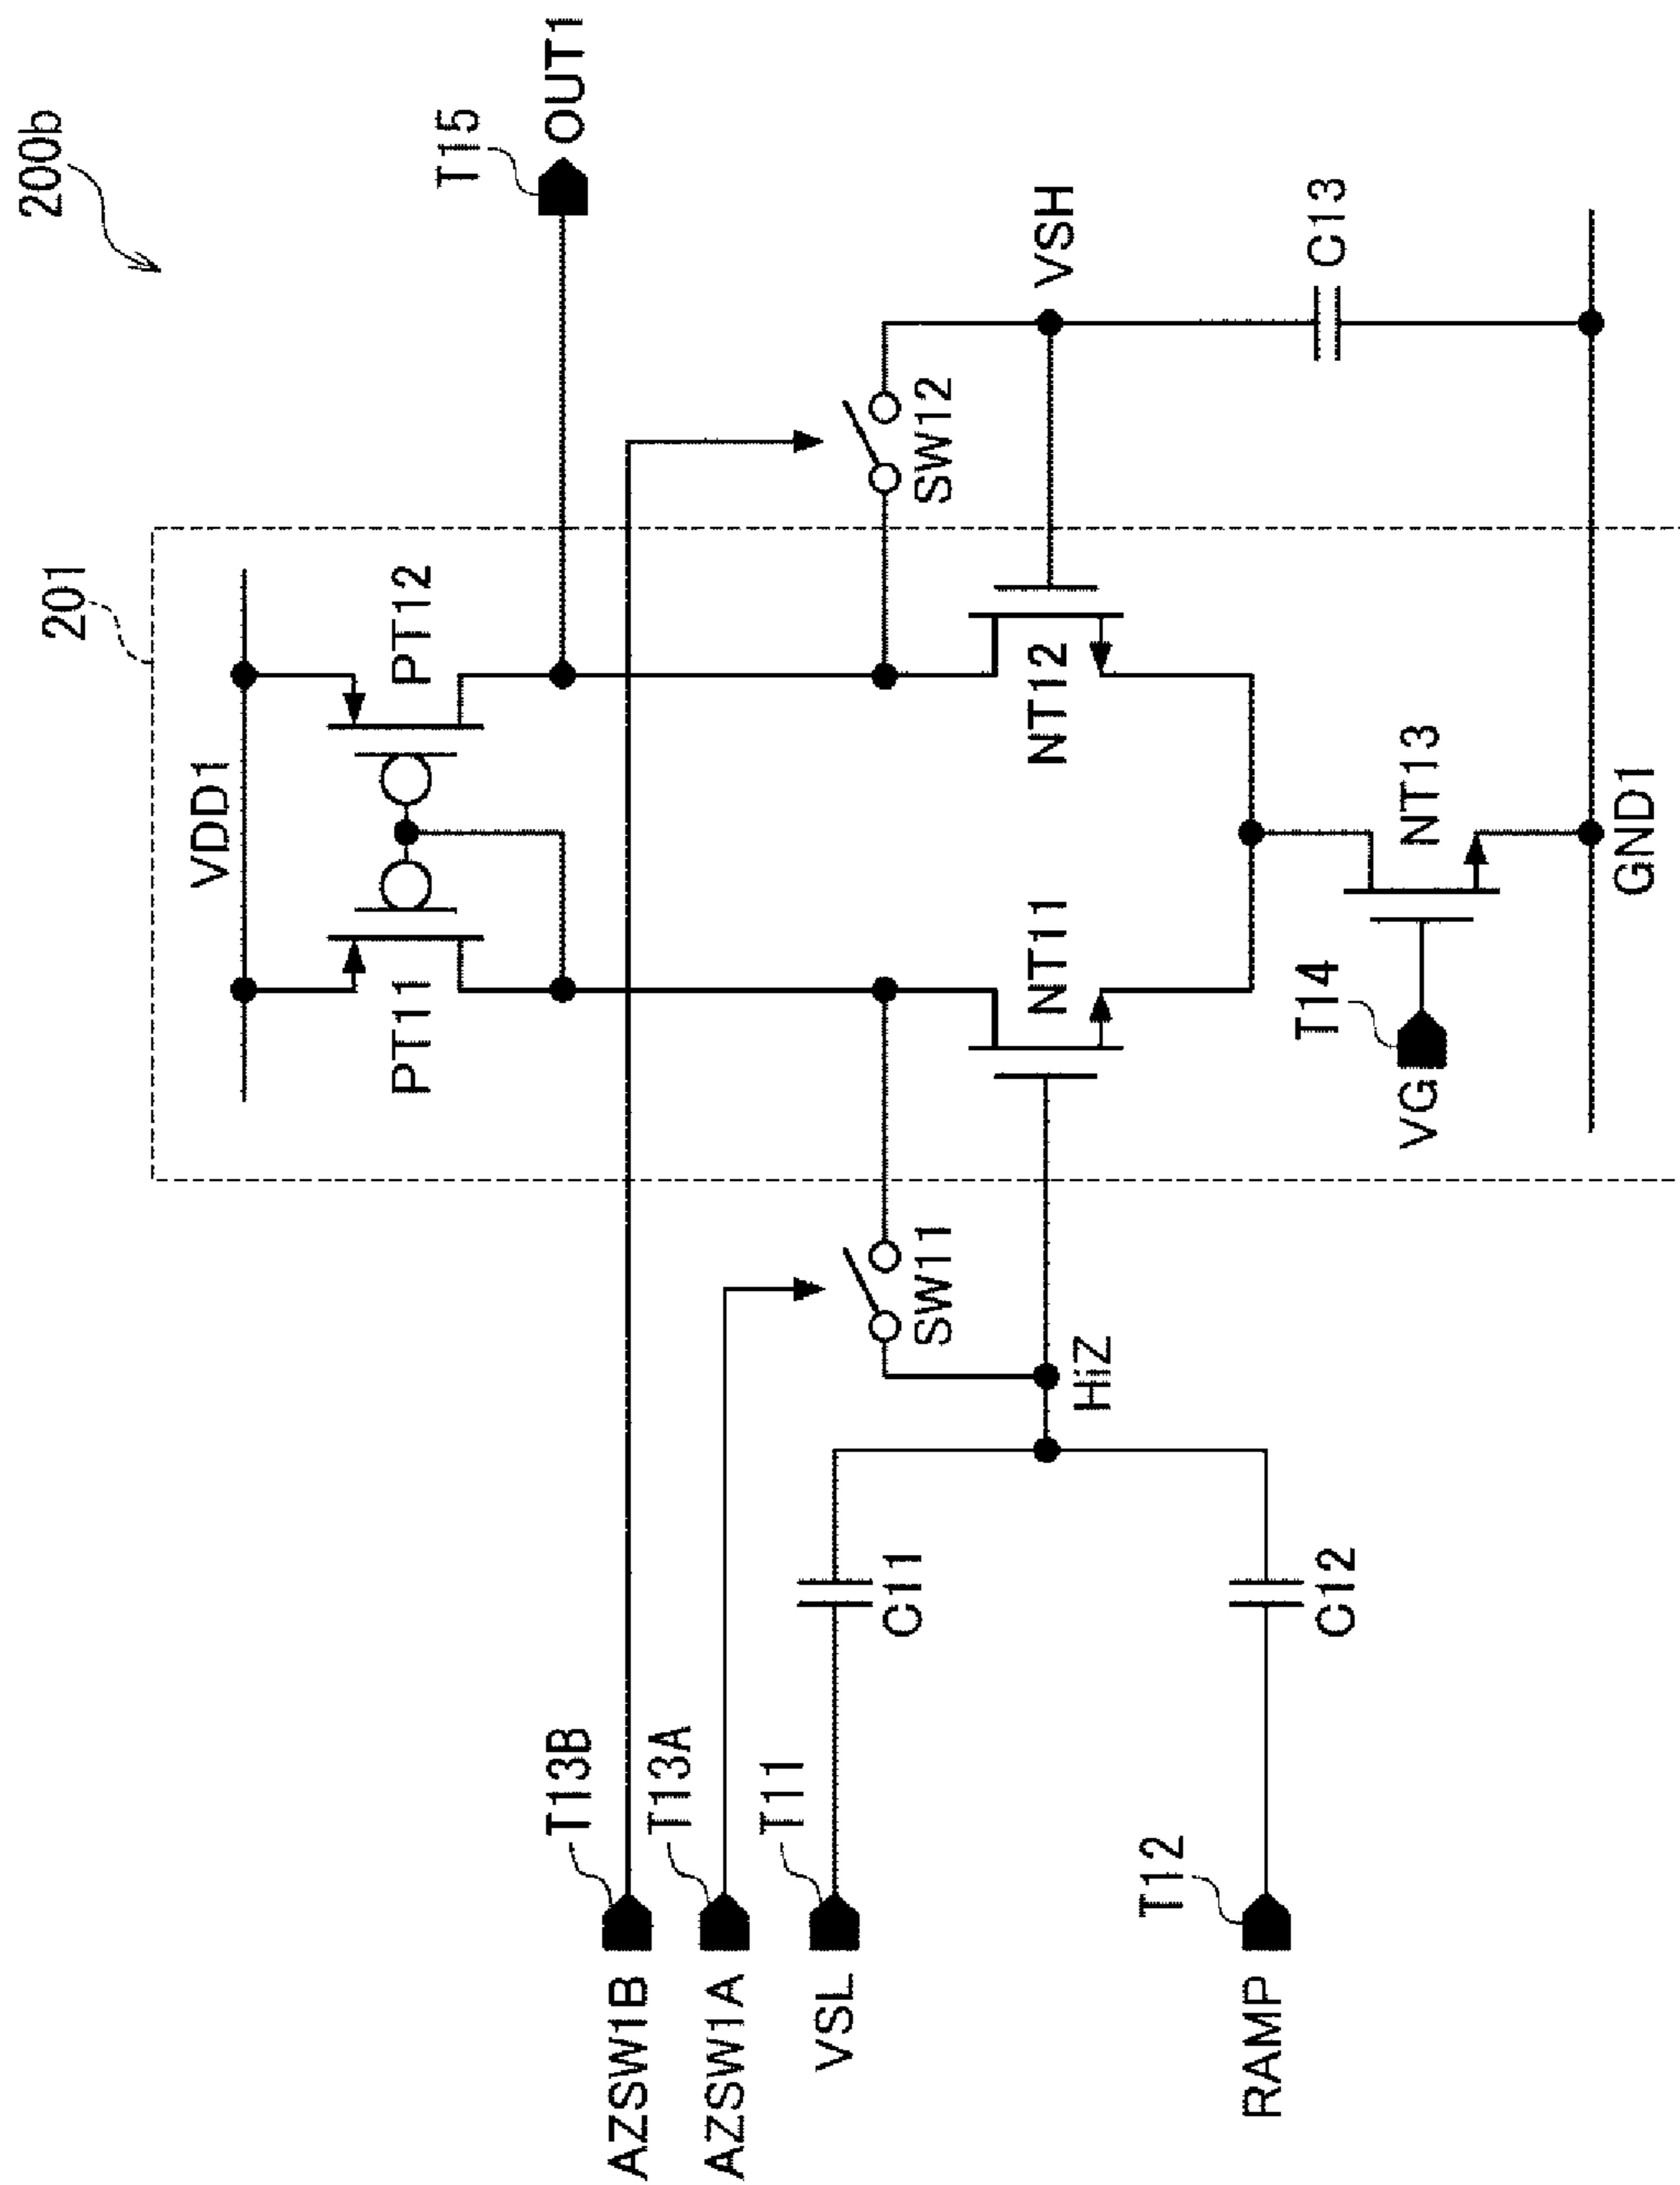 200b
201
VDD1
PT11
PT12
T15
OUT1
T13B
AZSW1B
T13A
AZSW1A
T11
VSL
C11
SW11
SW12
HiZ
NT11
NT12
VSH
T12
RAMP
C12
T14
VG
NT13
C13
GND1